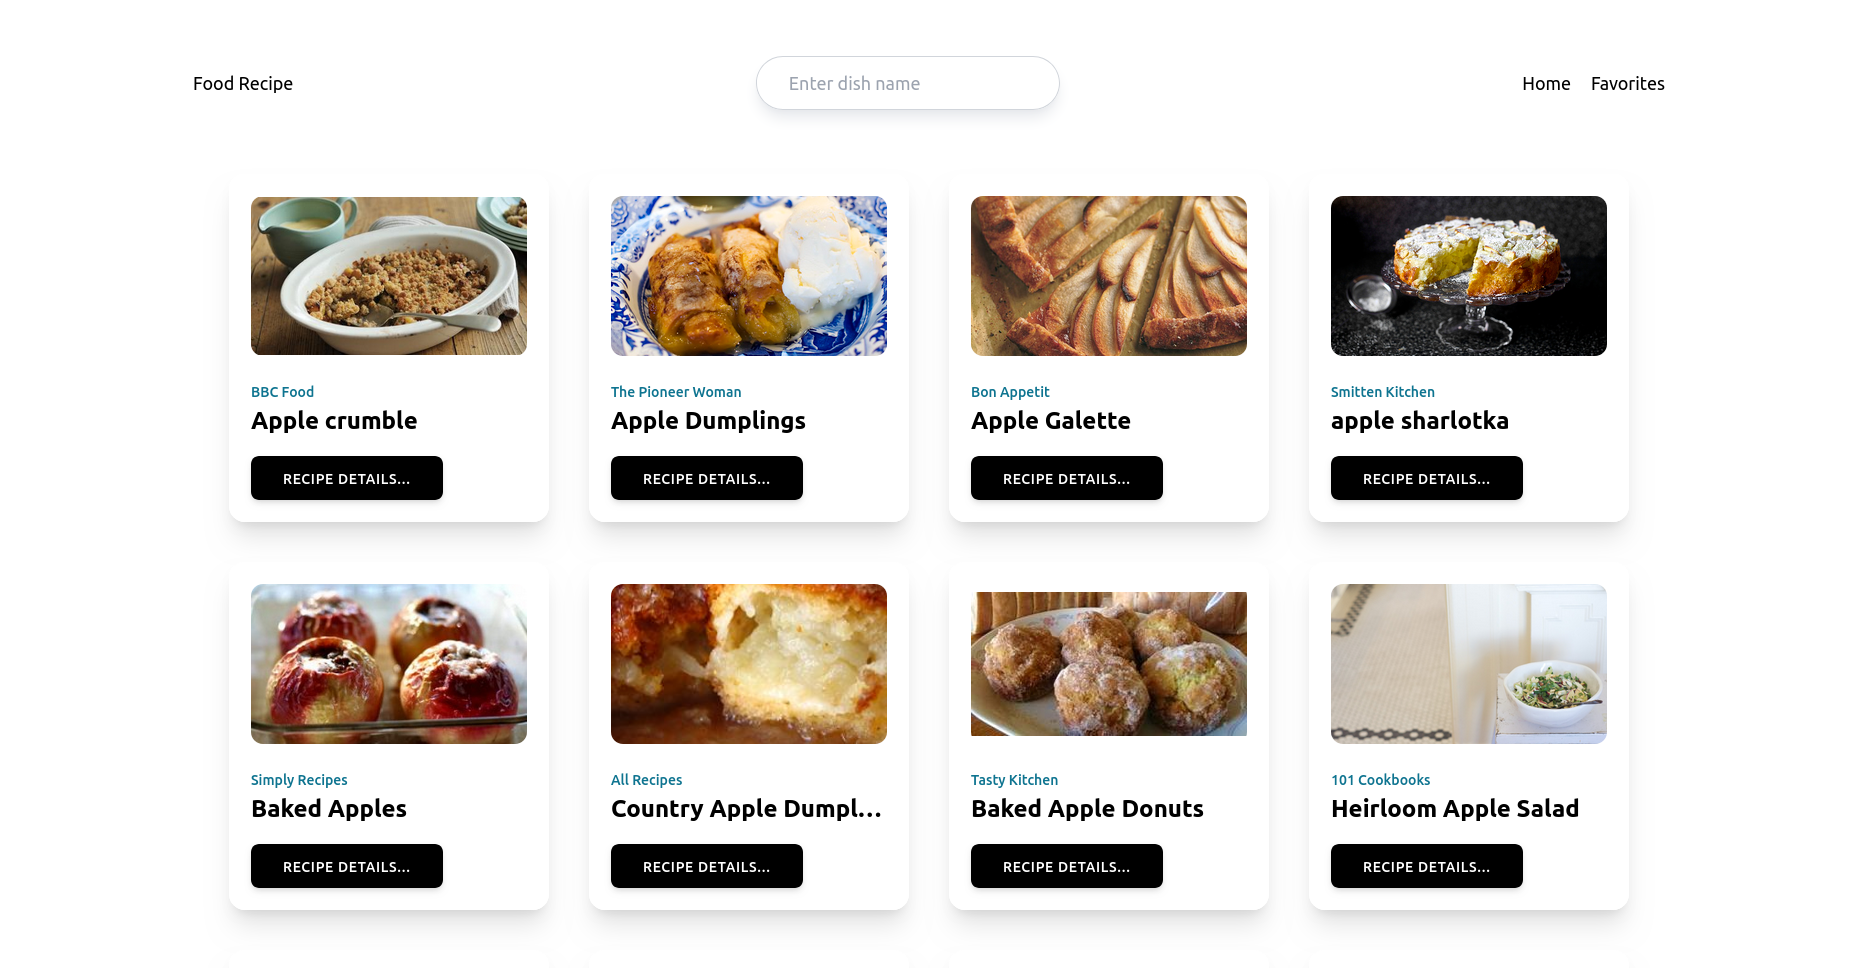 Food Recipe
Enter dish name
Home
Favorites
BBC Food
Apple crumble
RECIPE DETAILS...
The Pioneer Woman
Apple Dumplings
RECIPE DETAILS...
Bon Appetit
Apple Galette
RECIPE DETAILS...
Smitten Kitchen
apple sharlotka
RECIPE DETAILS...
Simply Recipes
Baked Apples
RECIPE DETAILS...
All Recipes
Country Apple Dumpl...
RECIPE DETAILS...
Tasty Kitchen
Baked Apple Donuts
RECIPE DETAILS...
101 Cookbooks
Heirloom Apple Salad
RECIPE DETAILS...